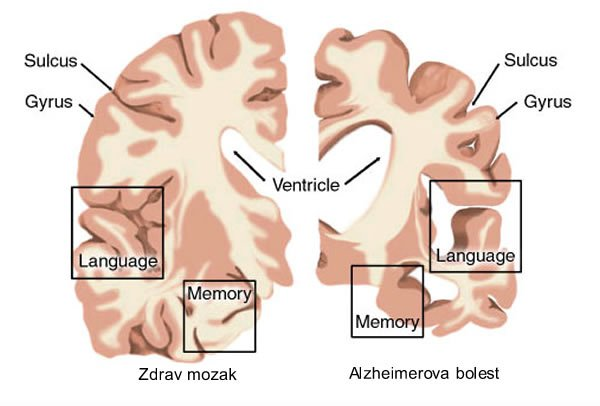 Sulcus
Gyrus
Sulcus
Gyrus
Ventricle
Language
Language
Memory
Memory
Zdrav mozak
Alzheimerova bolest